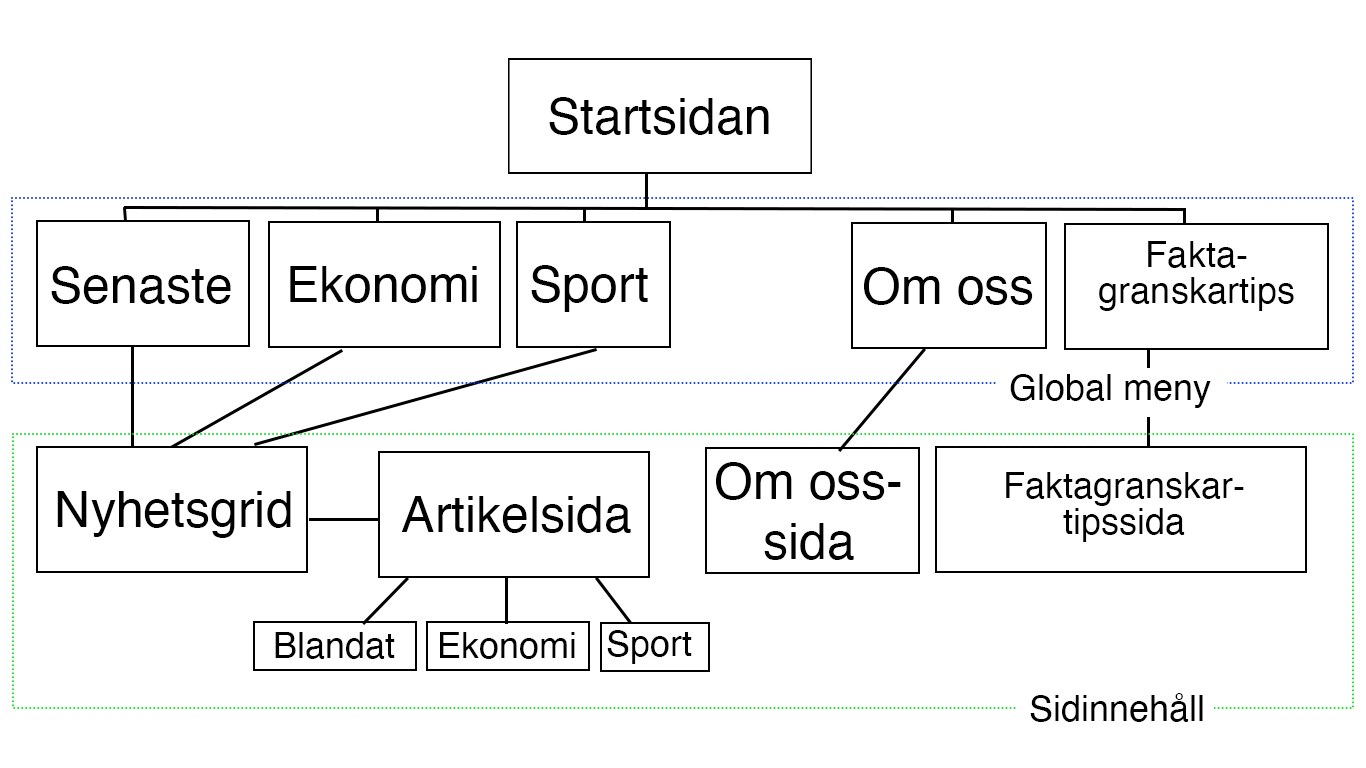 Startsidan
Senaste
Ekonomi
Sport
Om oss
Fakta-
granskartips
Global meny
Nyhetsgrid
Artikelsida
Om oss-
sida
Faktagranskar-
tipssida
Blandat
Ekonomi
Sport
Sidinnehåll